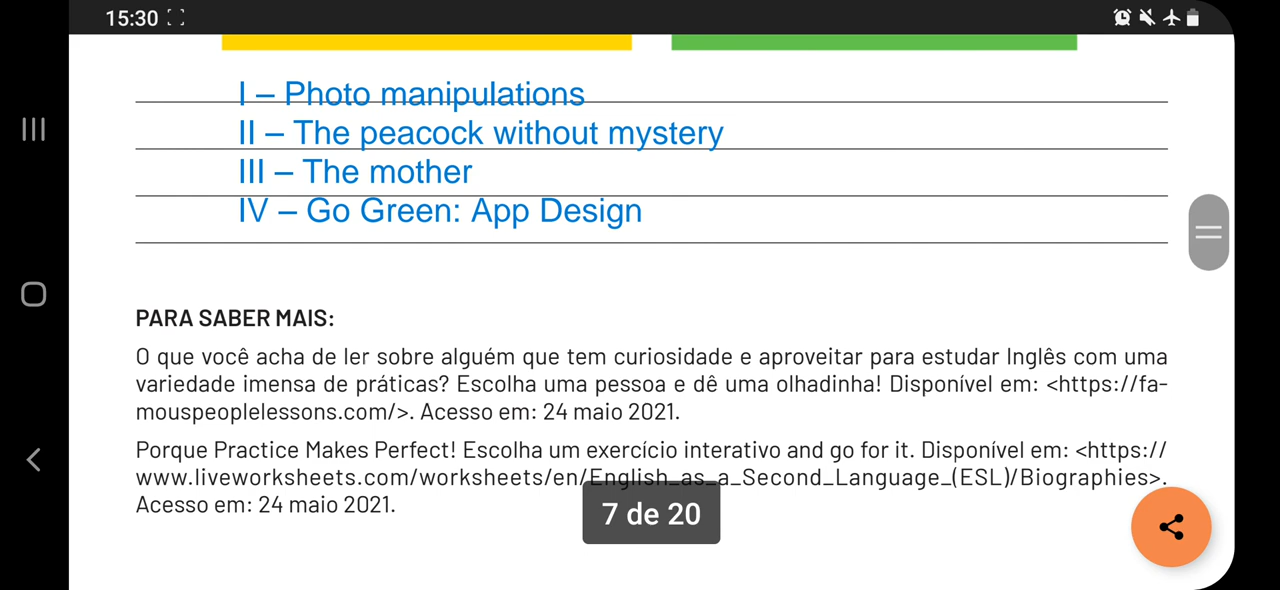 15:30
I – Photo manipulations
II – The peacock without mystery
III – The mother
IV – Go Green: App Design
PARA SABER MAIS:
O que você acha de ler sobre alguém que tem curiosidade e aproveitar para estudar Inglês com uma
variedade imensa de práticas? Escolha uma pessoa e dê uma olhadinha! Disponível em: <https://fa-
mouspeoplelessons.com/>. Acesso em: 24 maio 2021.
Porque Practice Makes Perfect! Escolha um exercício interativo and go for it. Disponível em: <https://
www.liveworksheets.com/worksheets/en/English_as_a_Second_Language_(ESL)/Biographies>.
Acesso em: 24 maio 2021.
7 de 20